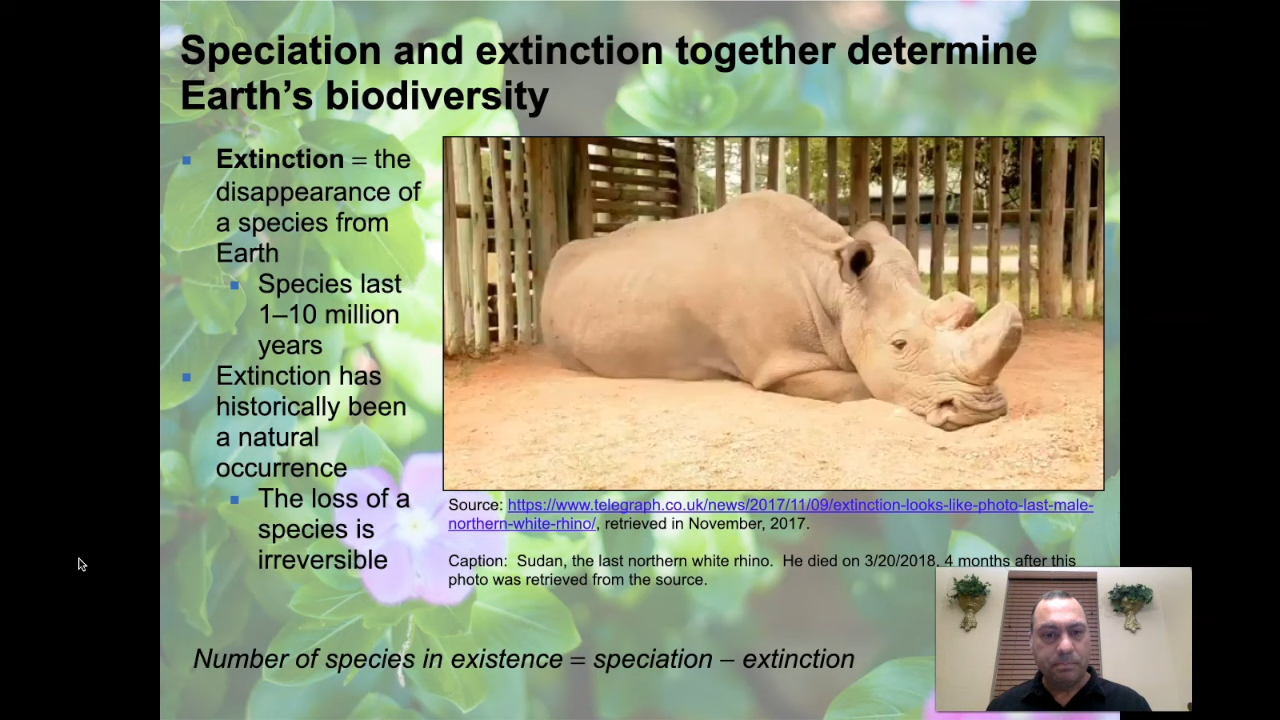 Speciation and extinction together determine
Earth’s biodiversity
Extinction = the
disappearance of
a species from
Earth
Species last
1–10 million
years
Extinction has
historically been
a natural
occurrence
The loss of a
species is
irreversible
Source: https://www.telegraph.co.uk/news/2017/11/09/extinction-looks-like-photo-last-male-
northern-white-rhino/, retrieved in November, 2017.
Caption: Sudan, the last northern white rhino. He died on 3/20/2018, 4 months after this
photo was retrieved from the source.
Number of species in existence = speciation – extinction